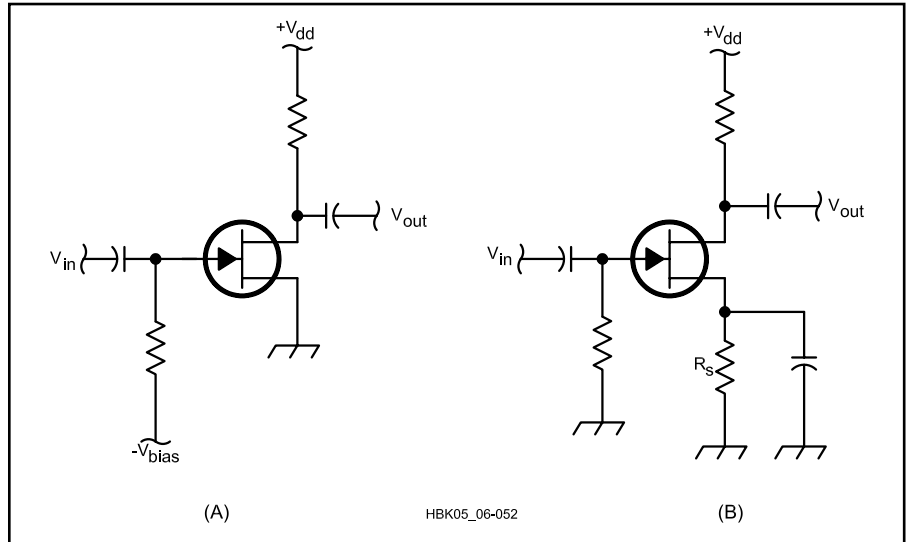 +Vdd
Vin
Vout
-Vbias
(A)
+Vdd
Vin
Vout
Rs
(B)
HBK05_06-052